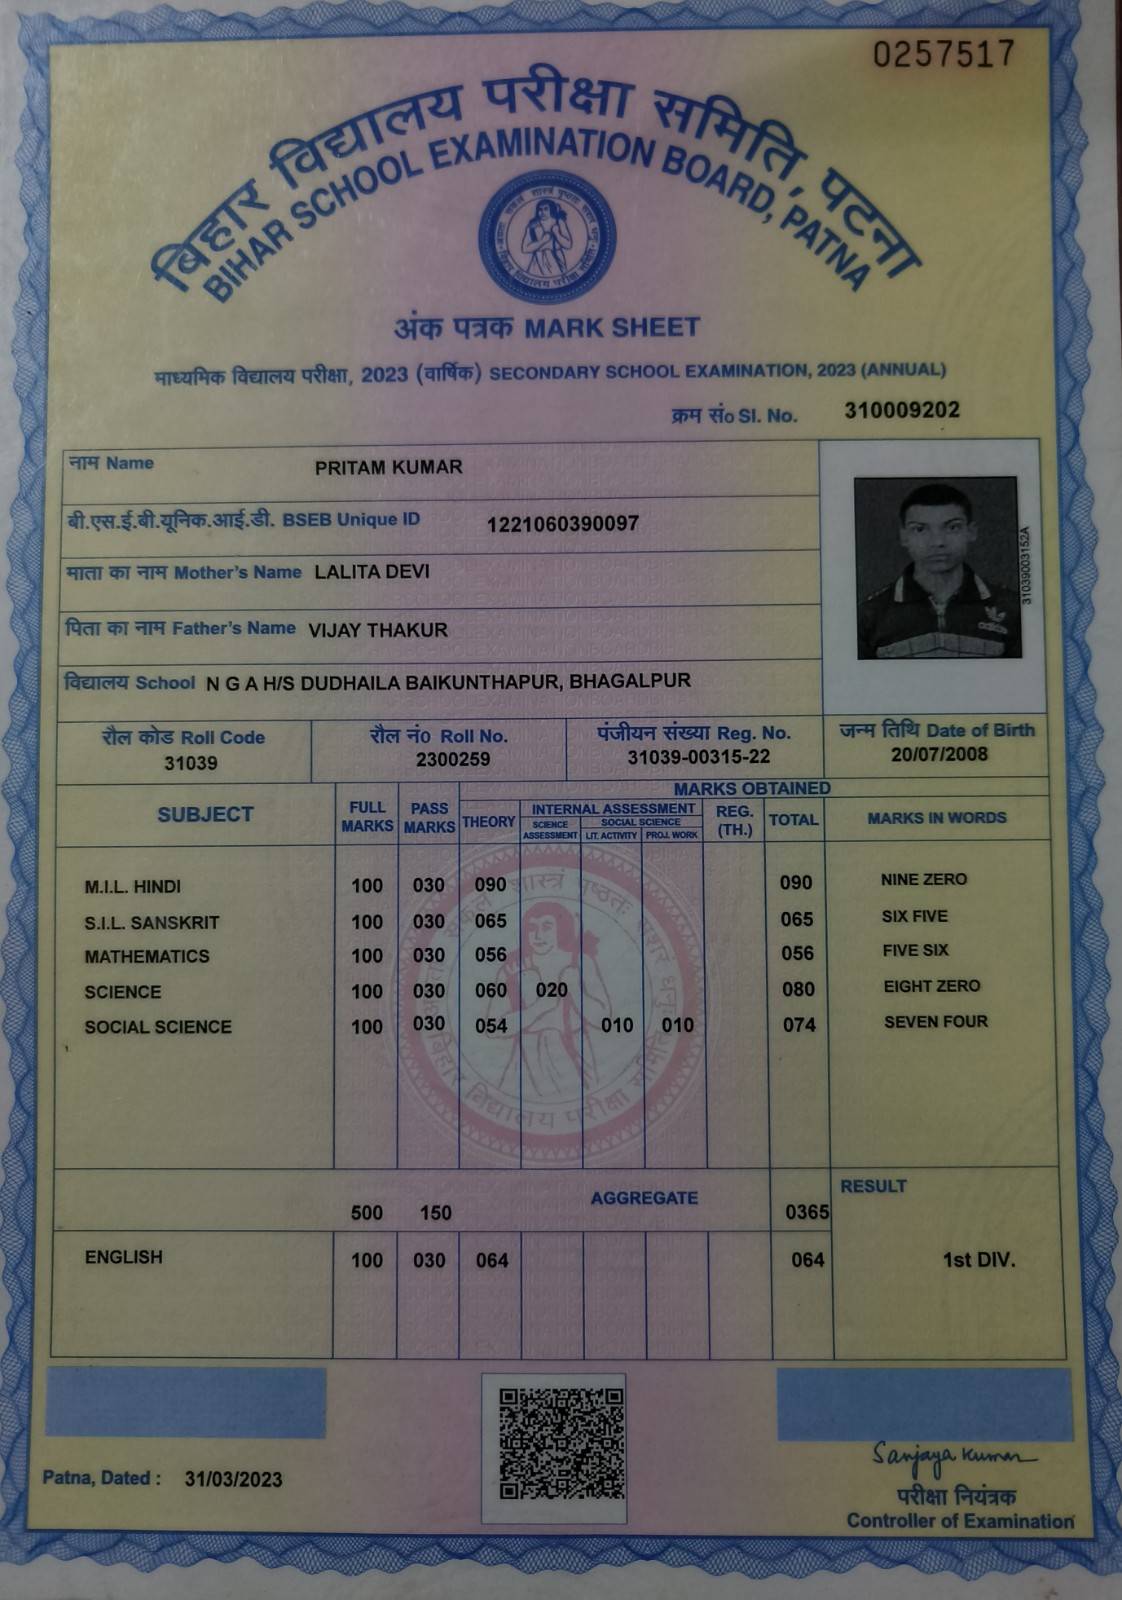 0257517
बिहार विद्यालय परीक्षा समिति, पटना
BIHAR SCHOOL EXAMINATION BOARD, PATNA
अंक पत्रक MARK SHEET
माध्यमिक विद्यालय परीक्षा, 2023 (वार्षिक) SECONDARY SCHOOL EXAMINATION, 2023 (ANNUAL)
क्रम सं० Sl. No. 310009202
नाम Name PRITAM KUMAR
बी.एस.ई.बी.यूनिक.आई.डी. BSEB Unique ID 1221060390097
माता का नाम Mother's Name LALITA DEVI
पिता का नाम Father's Name VIJAY THAKUR
विद्यालय School N G A H/S DUDHAILA BAIKUNTHAPUR, BHAGALPUR
31039003152A
adidas
रौल कोड Roll Code रौल नं० Roll No. पंजीयन संख्या Reg. No. जन्म तिथि Date of Birth
31039 2300259 31039-00315-22 20/07/2008
SUBJECT FULL MARKS PASS MARKS MARKS OBTAINED
THEORY INTERNAL ASSESSMENT REG. (TH.) TOTAL MARKS IN WORDS
SCIENCE ASSESSMENT SOCIAL SCIENCE
LIT. ACTIVITY PROJ. WORK
M.I.L. HINDI 100 030 090 090 NINE ZERO
S.I.L. SANSKRIT 100 030 065 065 SIX FIVE
MATHEMATICS 100 030 056 056 FIVE SIX
SCIENCE 100 030 060 020 080 EIGHT ZERO
SOCIAL SCIENCE 100 030 054 010 010 074 SEVEN FOUR
बिहार विद्यालय परीक्षा समिति
500 150 AGGREGATE 0365 RESULT
ENGLISH 100 030 064 064 1st DIV.
Patna, Dated : 31/03/2023
Sanjaya Kumar
परीक्षा नियंत्रक
Controller of Examination